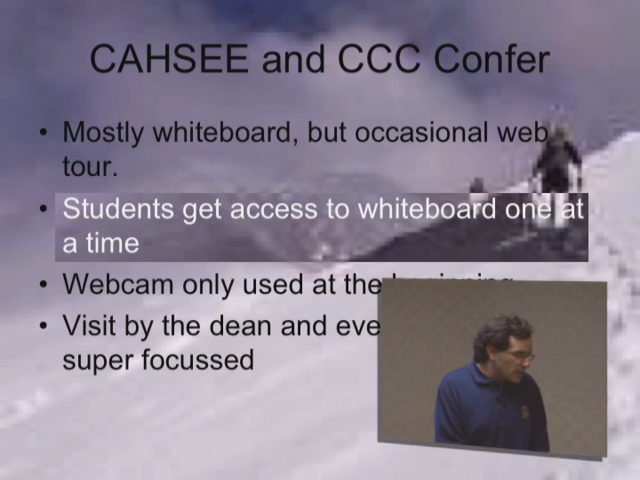 CAHSEE and CCC Confer
• Mostly whiteboard, but occasional web
tour.
• Students get access to whiteboard one at
a time
• Webcam only used at the
• Visit by the dean and eve
super focussed